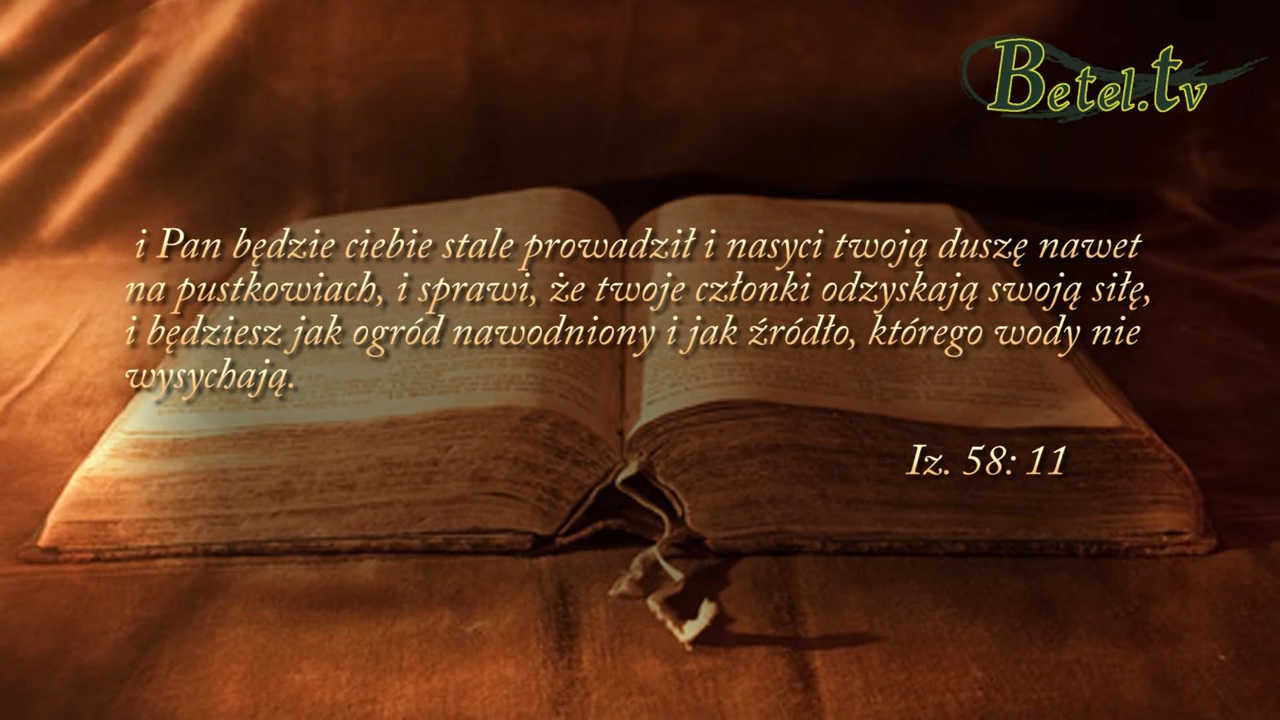 Betel.tv
i Pan będzie ciebie stale prowadził i nasyci twoją duszę nawet
na pustkowiach, i sprawi, że twoje członki odzyskają swoją siłę,
i będziesz jak ogród nawodniony i jak źródło, którego wody nie
wysychają.
Iz. 58: 11